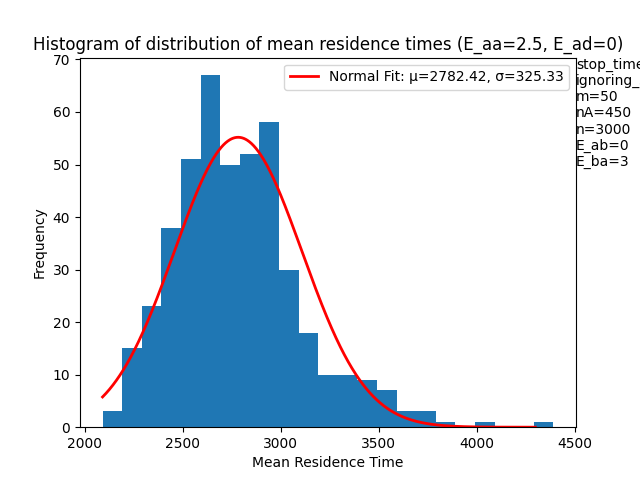 Histogram of distribution of mean residence times (E_aa=2.5, E_ad=0)
Normal Fit: μ=2782.42, σ=325.33
stop_time
ignoring_
m=50
nA=450
n=3000
E_ab=0
E_ba=3
Frequency
70
60
50
40
30
20
10
0
2000
2500
3000
3500
4000
4500
Mean Residence Time